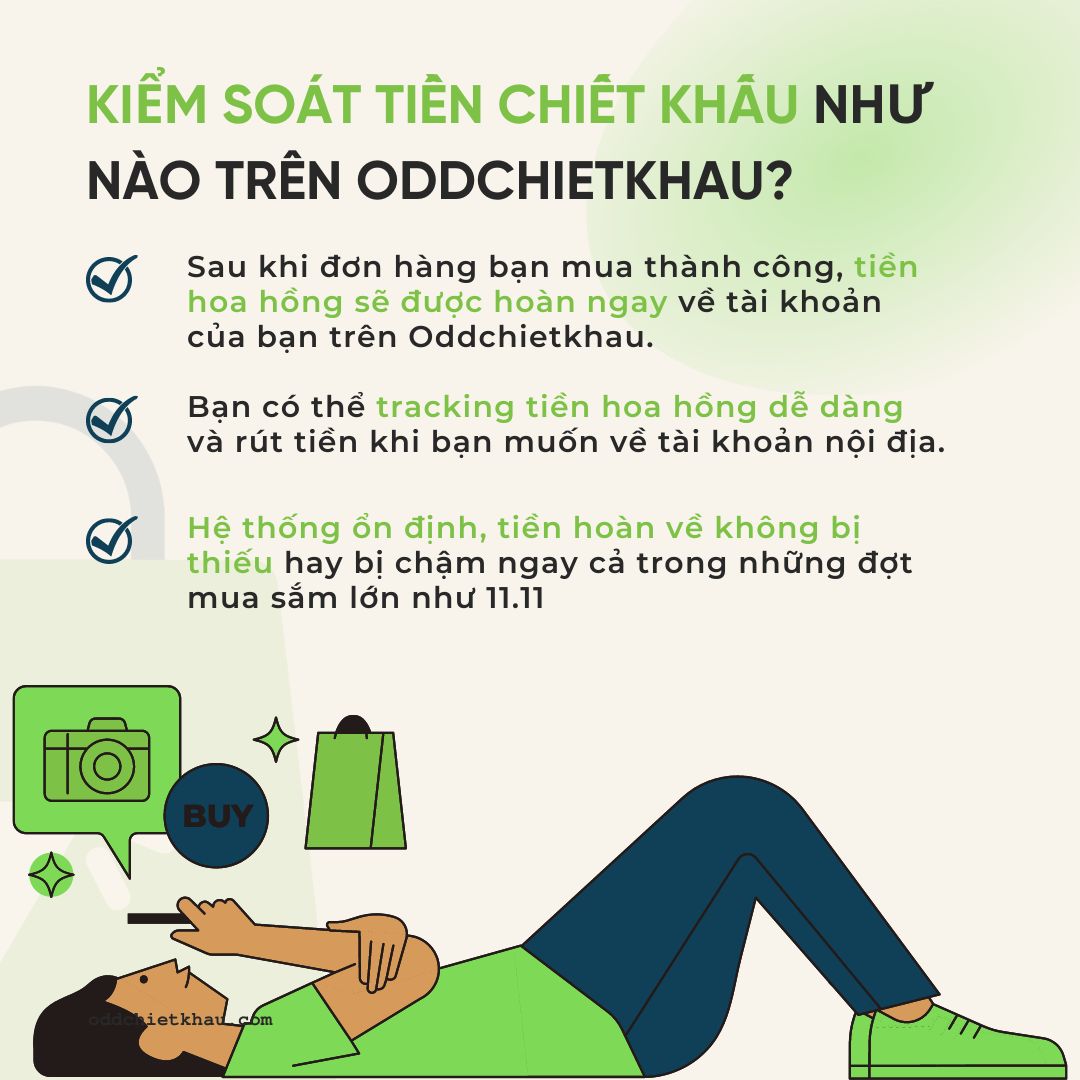 KIỂM SOÁT TIỀN CHIẾT KHẤU NHƯ
NÀO TRÊN ODDCHIETKHAU?
Sau khi đơn hàng bạn mua thành công, tiền
hoa hồng sẽ được hoàn ngay về tài khoản
của bạn trên Oddchietkhau.
Bạn có thể tracking tiền hoa hồng dễ dàng
và rút tiền khi bạn muốn về tài khoản nội địa.
Hệ thống ổn định, tiền hoàn về không bị
thiếu hay bị chậm ngay cả trong những đợt
mua sắm lớn như 11.11
BUY
oddchietkhau.com